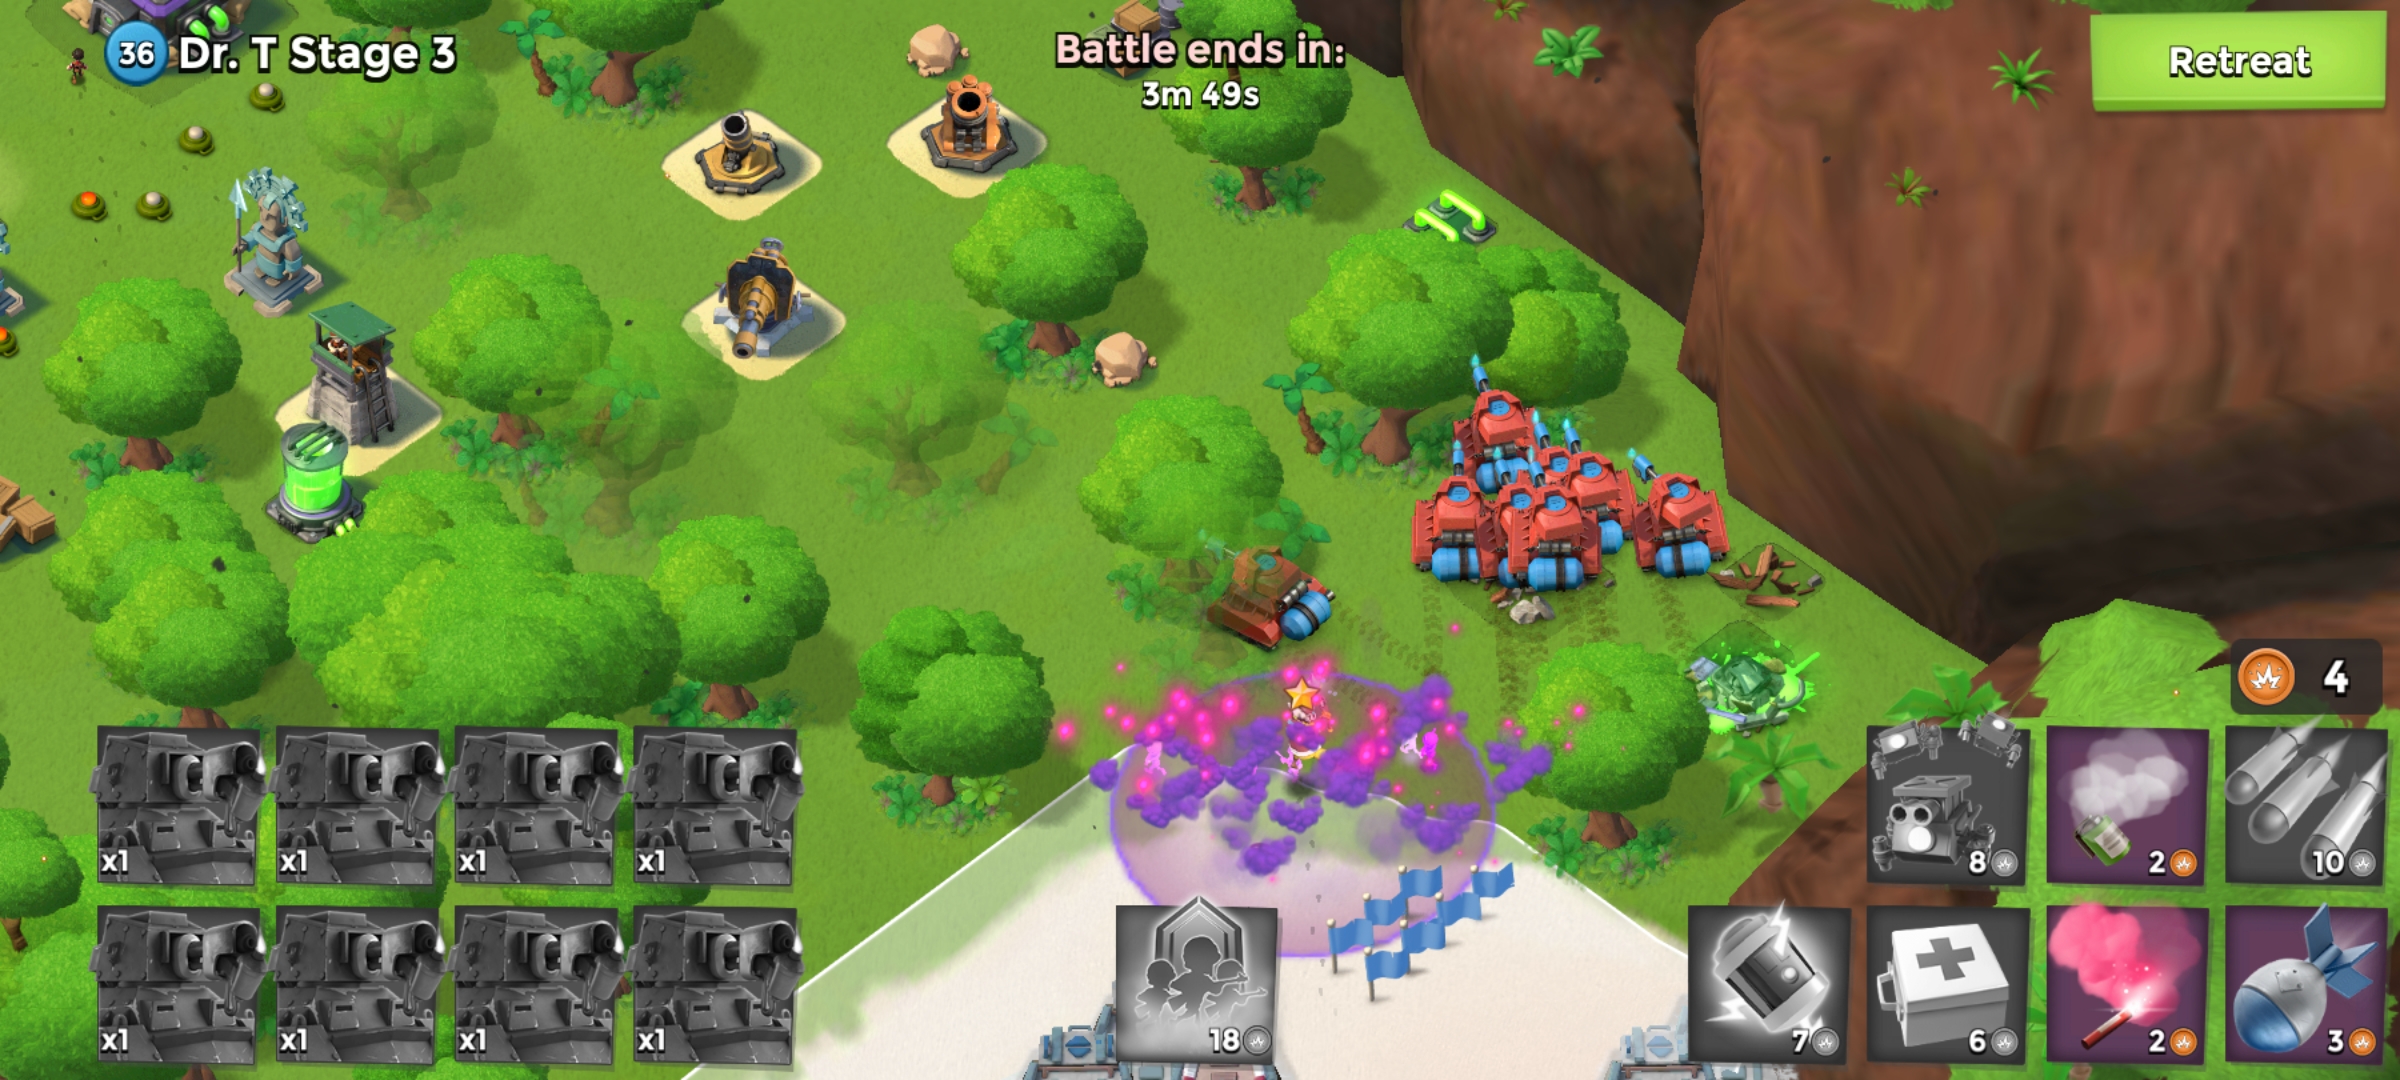 36 Dr. T Stage 3
Battle ends in:
3m 49s
Retreat
4
x1 x1 x1 x1
8 2 10
x1 x1 x1 x1
18 7 6 2 3